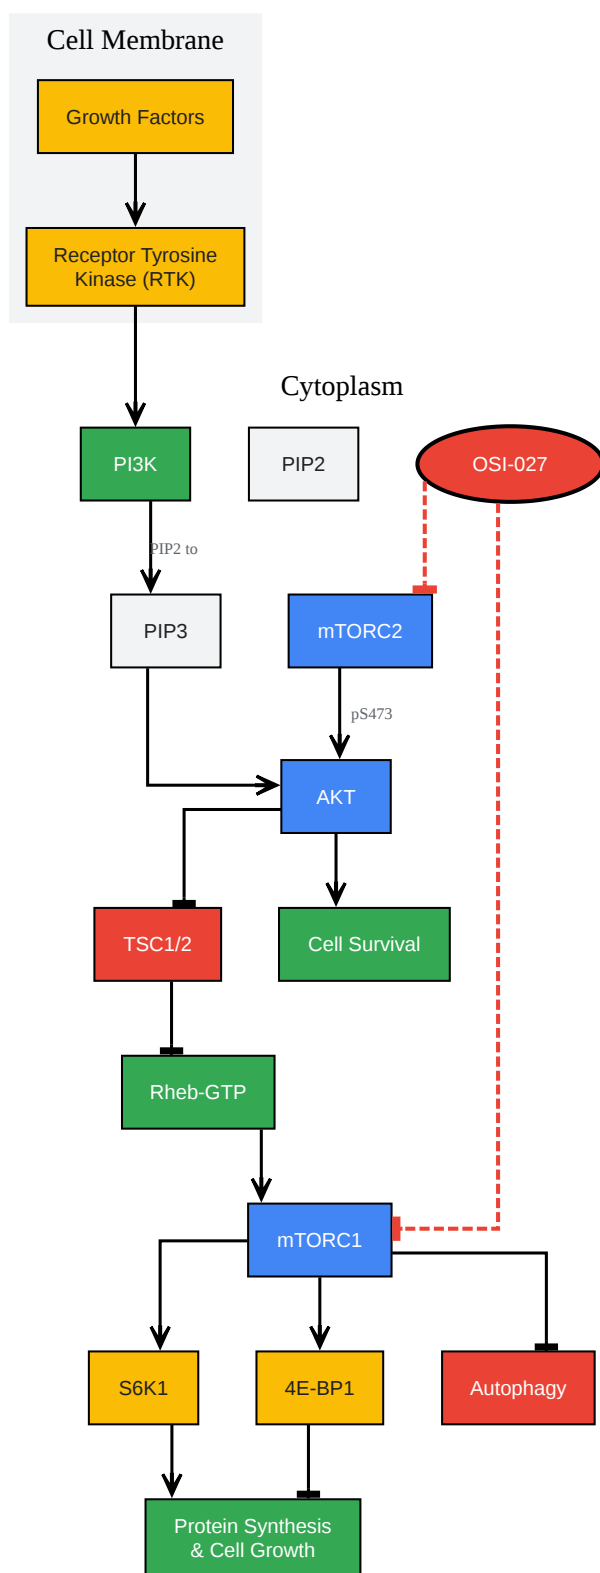 Cell Membrane
Growth Factors
Receptor Tyrosine
Kinase (RTK)
Cytoplasm
PI3K
PIP2
OSI-027
PIP2 to
PIP3
mTORC2
pS473
AKT
TSC1/2
Cell Survival
Rheb-GTP
mTORC1
S6K1
4E-BP1
Autophagy
Protein Synthesis
& Cell Growth